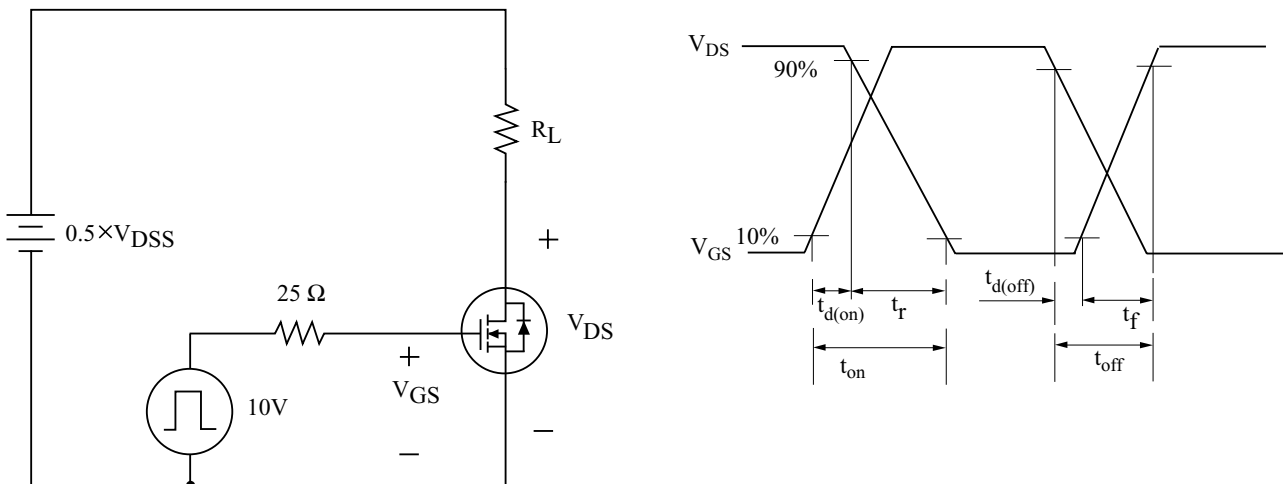 R_L
0.5×V_DSS
+
25 Ω
V_DS
+
V_GS
10V
−
−
V_DS
90%
V_GS 10%
t_d(on) t_r
t_on
t_d(off)
t_f
t_off